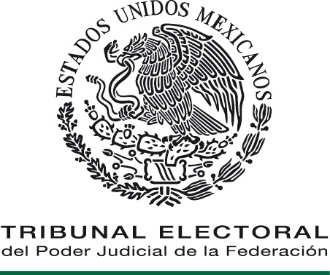 ESTADOS UNIDOS MEXICANOS
TRIBUNAL ELECTORAL
del Poder Judicial de la Federación